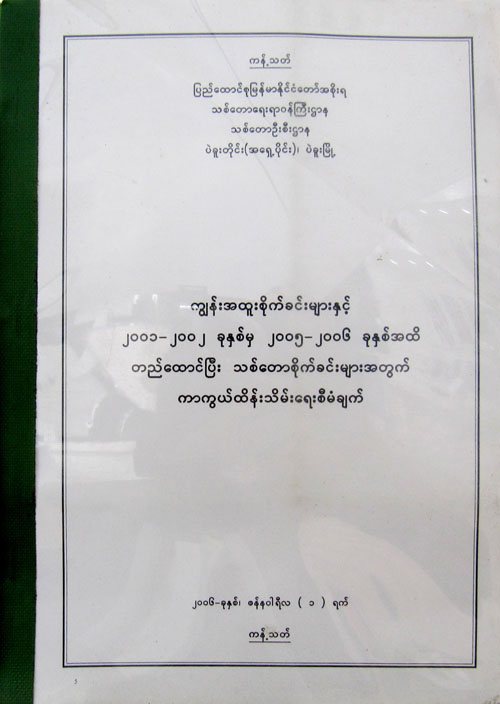 ကန့်သတ်
ပြည်ထောင်စုမြန်မာနိုင်ငံတော်အစိုးရ
သစ်တောရေးရာဝန်ကြီးဌာန
သစ်တောဦးစီးဌာန
ပဲခူးတိုင်း(အရှေ့ပိုင်း)၊ ပဲခူးမြို့
ကျွန်းအထူးစိုက်ခင်းများနှင့်
၂၀၀၁–၂၀၀၂ ခုနှစ်မှ ၂၀၀၅–၂၀၀၆ ခုနှစ်အထိ
တည်ထောင်ပြီး သစ်တောစိုက်ခင်းများအတွက်
ကာကွယ်ထိန်းသိမ်းရေးစီမံချက်
၂၀၀၆–ခုနှစ်၊ ဇန်နဝါရီလ ( ၁ ) ရက်
ကန့်သတ်